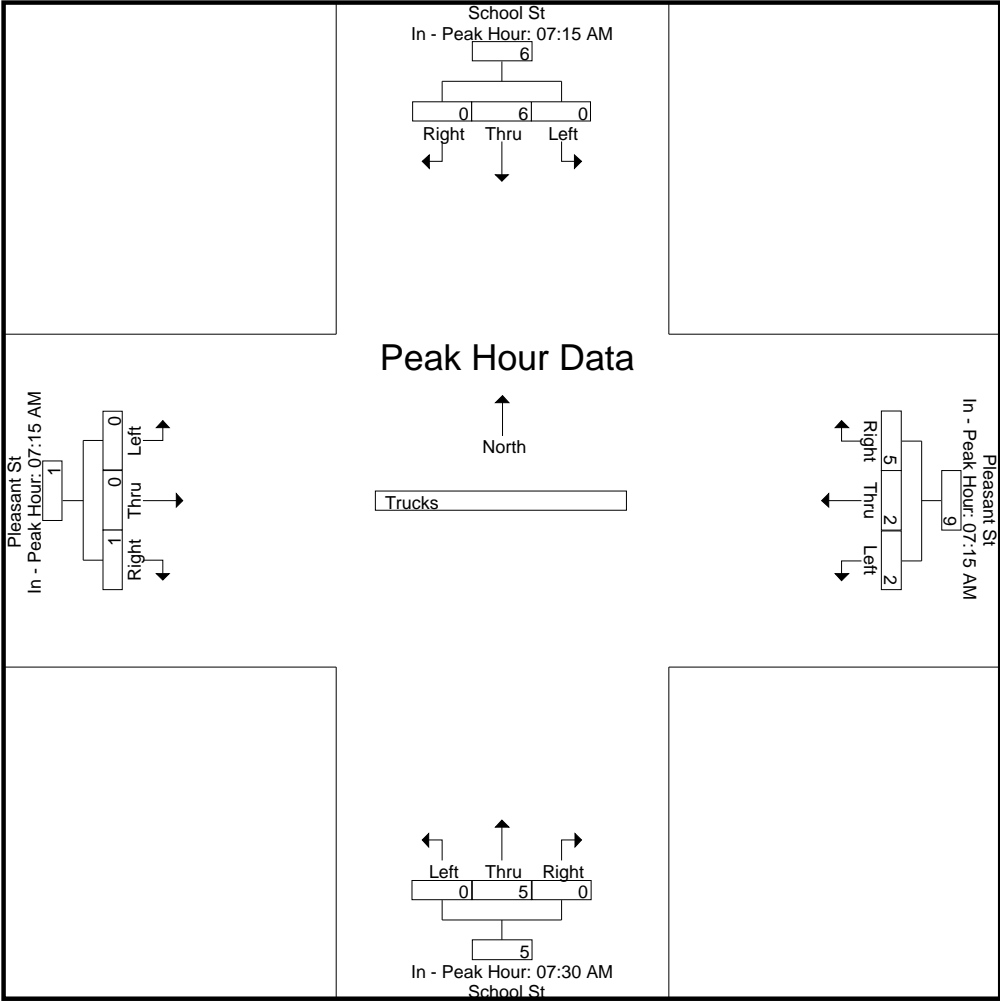 School St
In - Peak Hour: 07:15 AM
6
0 6 0
Right Thru Left
Peak Hour Data
North
Trucks
Pleasant St
In - Peak Hour: 07:15 AM
1
0 0 1
Left Thru Right
Pleasant St
In - Peak Hour: 07:15 AM
9
5 2 2
Right Thru Left
Left Thru Right
0 5 0
5
In - Peak Hour: 07:30 AM
School St